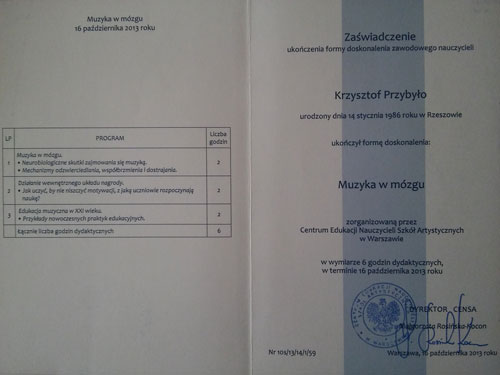 Muzyka w mózgu
16 października 2013 roku
LP PROGRAM Liczba godzin
1 Muzyka w mózgu. 2
• Neurobiologiczne skutki zajmowania się muzyką.
• Mechanizmy odzwierciedlania, współbrzmienia i dostrajania.
2 Działanie wewnętrznego układu nagrody. 2
• Jak uczyć, by nie niszczyć motywacji, z jaką uczniowie rozpoczynają
naukę?
3 Edukacja muzyczna w XXI wieku. 2
• Przykłady nowoczesnych praktyk edukacyjnych.
Łącznie liczba godzin dydaktycznych 6
Zaświadczenie
ukończenia formy doskonalenia zawodowego nauczycieli
Krzysztof Przybyło
urodzony dnia 14 stycznia 1986 roku w Rzeszowie
ukończył formę doskonalenia:
Muzyka w mózgu
zorganizowaną przez
Centrum Edukacji Nauczycieli Szkół Artystycznych
w Warszawie
w wymiarze 6 godzin dydaktycznych,
w terminie 16 października 2013 roku
DYREKTOR CENSA
Małgorzata Rosińska-Kocon
Nr 101/13/14/1/59
Warszawa, 16 października 2013 roku